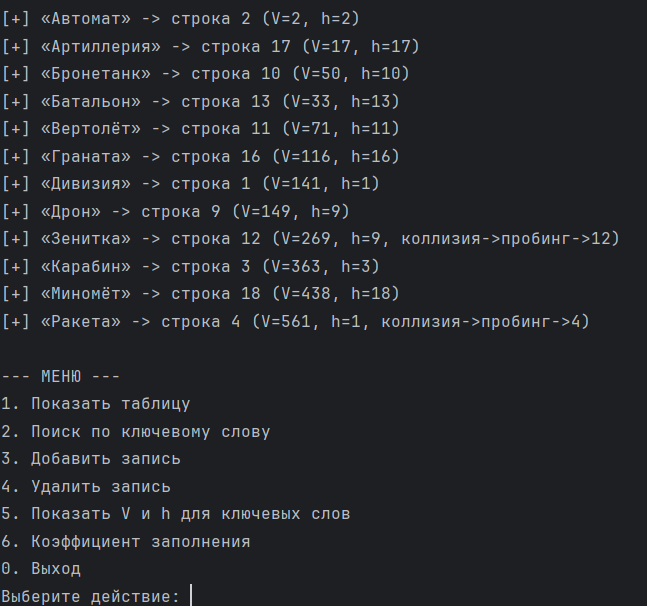 [+] «Автомат» -> строка 2 (V=2, h=2)
[+] «Артиллерия» -> строка 17 (V=17, h=17)
[+] «Бронетанк» -> строка 10 (V=50, h=10)
[+] «Батальон» -> строка 13 (V=33, h=13)
[+] «Вертолёт» -> строка 11 (V=71, h=11)
[+] «Граната» -> строка 16 (V=116, h=16)
[+] «Дивизия» -> строка 1 (V=141, h=1)
[+] «Дрон» -> строка 9 (V=149, h=9)
[+] «Зенитка» -> строка 12 (V=269, h=9, коллизия->пробинг->12)
[+] «Карабин» -> строка 3 (V=363, h=3)
[+] «Миномёт» -> строка 18 (V=438, h=18)
[+] «Ракета» -> строка 4 (V=561, h=1, коллизия->пробинг->4)
--- МЕНЮ ---
1. Показать таблицу
2. Поиск по ключевому слову
3. Добавить запись
4. Удалить запись
5. Показать V и h для ключевых слов
6. Коэффициент заполнения
0. Выход
Выберите действие: